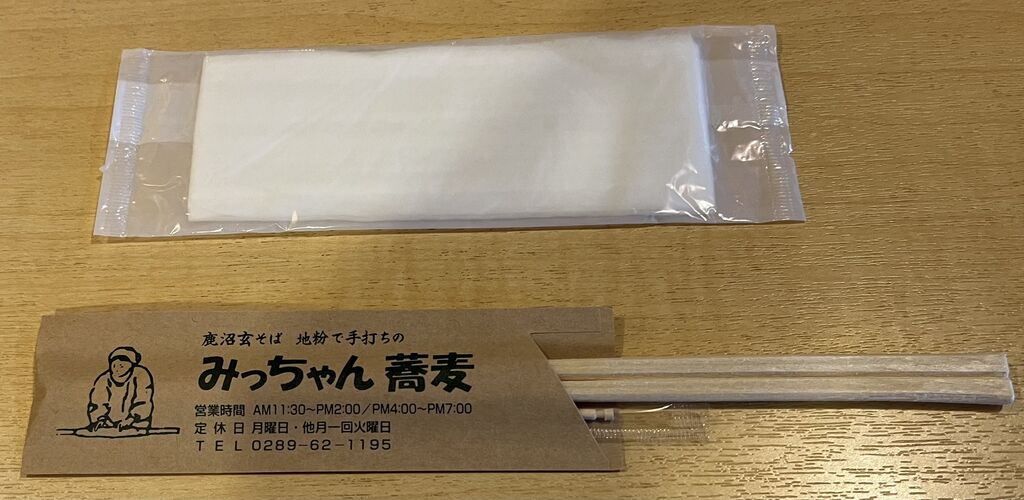 鹿沼玄そば 地粉で手打ちの
みっちゃん蕎麦
営業時間 AM11:30~PM2:00/PM4:00~PM7:00
定休日 月曜日・他月一回火曜日
TEL 0289-62-1195